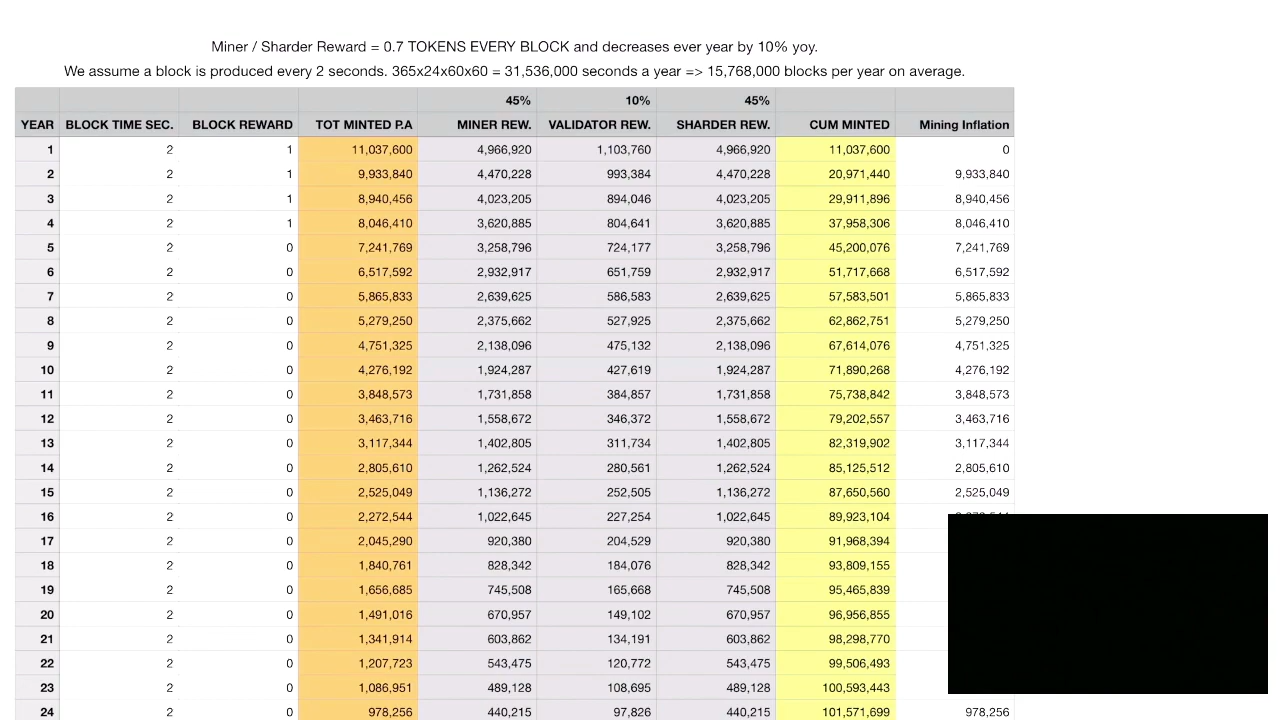 Miner / Sharder Reward = 0.7 TOKENS EVERY BLOCK and decreases ever year by 10% yoy.
We assume a block is produced every 2 seconds. 365x24x60x60 = 31,536,000 seconds a year => 15,768,000 blocks per year on average.
45% 10% 45%
YEAR BLOCK TIME SEC. BLOCK REWARD TOT MINTED P.A MINER REW. VALIDATOR REW. SHARDER REW. CUM MINTED Mining Inflation
1 2 1 11,037,600 4,966,920 1,103,760 4,966,920 11,037,600 0
2 2 1 9,933,840 4,470,228 993,384 4,470,228 20,971,440 9,933,840
3 2 1 8,940,456 4,023,205 894,046 4,023,205 29,911,896 8,940,456
4 2 1 8,046,410 3,620,885 804,641 3,620,885 37,958,306 8,046,410
5 2 0 7,241,769 3,258,796 724,177 3,258,796 45,200,076 7,241,769
6 2 0 6,517,592 2,932,917 651,759 2,932,917 51,717,668 6,517,592
7 2 0 5,865,833 2,639,625 586,583 2,639,625 57,583,501 5,865,833
8 2 0 5,279,250 2,375,662 527,925 2,375,662 62,862,751 5,279,250
9 2 0 4,751,325 2,138,096 475,132 2,138,096 67,614,076 4,751,325
10 2 0 4,276,192 1,924,287 427,619 1,924,287 71,890,268 4,276,192
11 2 0 3,848,573 1,731,858 384,857 1,731,858 75,738,842 3,848,573
12 2 0 3,463,716 1,558,672 346,372 1,558,672 79,202,557 3,463,716
13 2 0 3,117,344 1,402,805 311,734 1,402,805 82,319,902 3,117,344
14 2 0 2,805,610 1,262,524 280,561 1,262,524 85,125,512 2,805,610
15 2 0 2,525,049 1,136,272 252,505 1,136,272 87,650,560 2,525,049
16 2 0 2,272,544 1,022,645 227,254 1,022,645 89,923,104
17 2 0 2,045,290 920,380 204,529 920,380 91,968,394
18 2 0 1,840,761 828,342 184,076 828,342 93,809,155
19 2 0 1,656,685 745,508 165,668 745,508 95,465,839
20 2 0 1,491,016 670,957 149,102 670,957 96,956,855
21 2 0 1,341,914 603,862 134,191 603,862 98,298,770
22 2 0 1,207,723 543,475 120,772 543,475 99,506,493
23 2 0 1,086,951 489,128 108,695 489,128 100,593,443
24 2 0 978,256 440,215 97,826 440,215 101,571,699 978,256